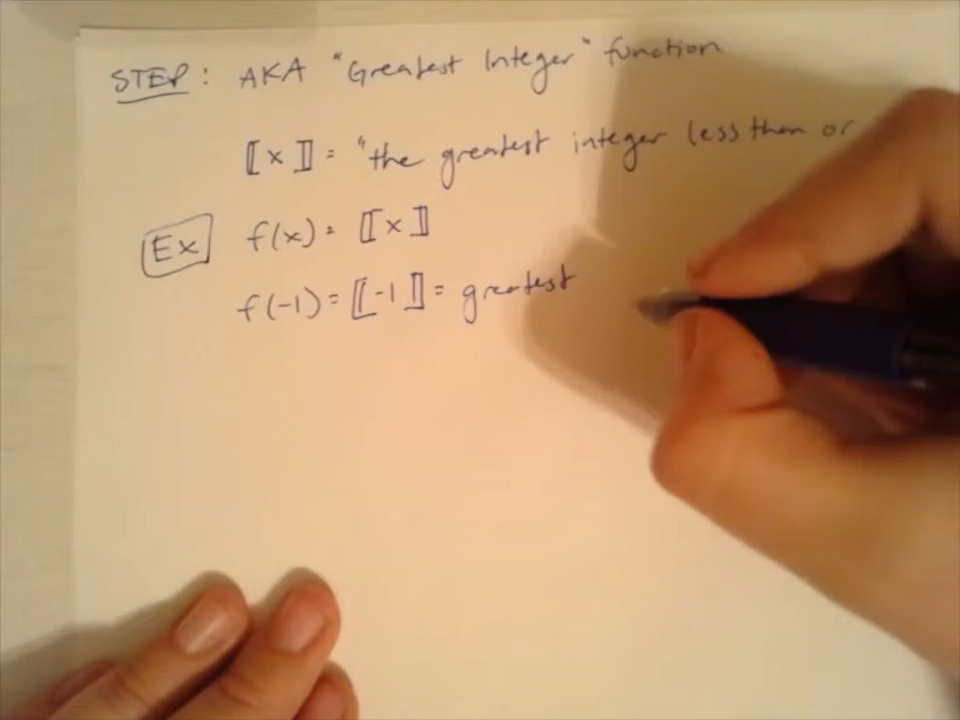 STEP: AKA "Greatest Integer" function
⟦x⟧ = "the greatest integer less than or
Ex f(x) = ⟦x⟧
f(-1) = ⟦-1⟧ = greatest